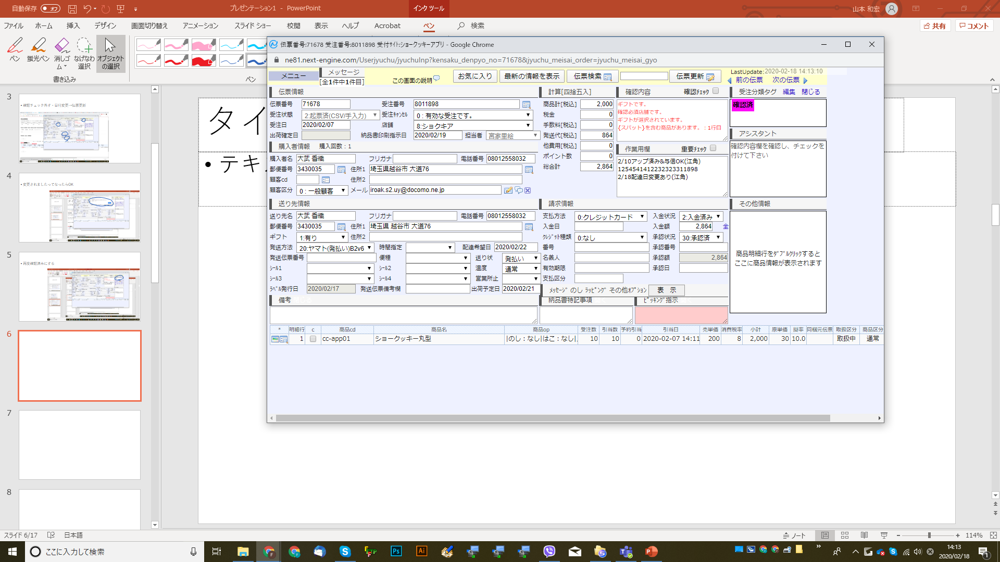 自動保存 オフ
プレゼンテーション1 - PowerPoint
インク ツール
山本 和宏
ファイル ホーム 挿入 デザイン 画面切り替え アニメーション スライド ショー 校閲 表示 ヘルプ Acrobat ペン 検索
共有 コメント
ペン 蛍光ペン 消しゴム なげなわ選択 オブジェクトの選択
書き込み ペン
3
・確認チェック外す・日付変更→伝票更新
4
・変更されましたってなったらOK
5
・再度確認済みにする
6
7
8
タイ
• テキ
伝票番号:71678 受注番号:8011898 受付ｻｲﾄ:ショークッキーアプリ - Google Chrome
ne81.next-engine.com/Userjyuchu/jyuchuInp?kensaku_denpyo_no=71678&jyuchu_meisai_order=jyuchu_meisai_gyo
メニュー メッセージ
[全1件中1件目]
この画面の説明 お気に入り 最新の情報を表示 伝票検索 伝票更新
LastUpdate:2020-02-18 14:13:10
前の伝票 次の伝票
伝票情報
伝票番号 71678 受注番号 8011898
受注状態 2:起票済(CSV/手入力) 受注ｷｬﾝｾﾙ 0 : 有効な受注です。
受注日 2020/02/07 店舗 8:ショクキア
出荷確定日 納品書印刷指示日 2020/02/19 担当者 宮家里絵
購入者情報 購入回数 : 1
購入者名 大武 香織 フリガナ 電話番号 08012558032
郵便番号 3430035 住所1 埼玉県越谷市 大道76
顧客cd 住所2
顧客区分 0 : 一般顧客 メール iroak.s2.uy@docomo.ne.jp
計算[四捨五入]
商品計[税込] 2,000
税金 0
手数料[税込] 0
発送代[税込] 864
他費用[税込] 0
ポイント数 0
総合計 2,864
確認内容 確認ﾁｪｯｸ
ギフトです。
確認必須店舗です。
ギフトが選択されています。
{スパット}を含む商品があります。：1行目
作業用欄 重要ﾁｪｯｸ
2/10アップ済み&与信OK(江角)
1254541412232323311898
2/18配達日変更あり(江角)
受注分類タグ 編集 閉じる
確認済
アシスタント
確認内容欄を確認し、チェックを
付けて下さい
送り先情報
送り先名 大武 香織 フリガナ 電話番号 08012558032
郵便番号 3430035 住所1 埼玉県 越谷市 大道76
ギフト 1:有り 住所2
発送方法 20:ヤマト(発払い)B2v6 時間指定 配達希望日 2020/02/22
発送伝票番号 便種 送り状 発払い
ｼｰﾙ1 ｼｰﾙ2 温度 通常
ｼｰﾙ3 ｼｰﾙ4 営業所止
ﾗﾍﾞﾙ発行日 2020/02/17 発送伝票備考欄 出荷予定日 2020/02/21
請求情報
支払方法 0:クレジットカード 入金状況 2:入金済み
入金日 入金額 2,864 全
ｸﾚｼﾞｯﾄ種類 0:なし 承認状況 30:承認済
番号 承認番号
名義人 承認額 2,864
有効期限 承認日
支払区分
ﾒｯｾｰｼﾞ のし ﾗｯﾋﾟﾝｸﾞ その他ｵﾌﾟｼｮﾝ 表 示
その他情報
商品明細行をﾀﾞﾌﾞﾙｸﾘｯｸすると
ここに商品情報が表示されます
備考 納品書特記事項 ﾋﾟｯｷﾝｸﾞ指示
* 明細行 c 商品cd 商品名 商品op 受注数 引当数 予約引当 引当日 売単価 消費税率 小計 原単価 掛率 同梱元伝票 取扱区分 商品区分
1 cc-app01 ショークッキー丸型 |のし : なし|はこ : なし|. 10 10 0 2020-02-07 14:11 200 8 2,000 30 10.0 取扱中 通常
スライド 6/17 日本語 ノート 114%
ここに入力して検索
14:13
2020/02/18
1